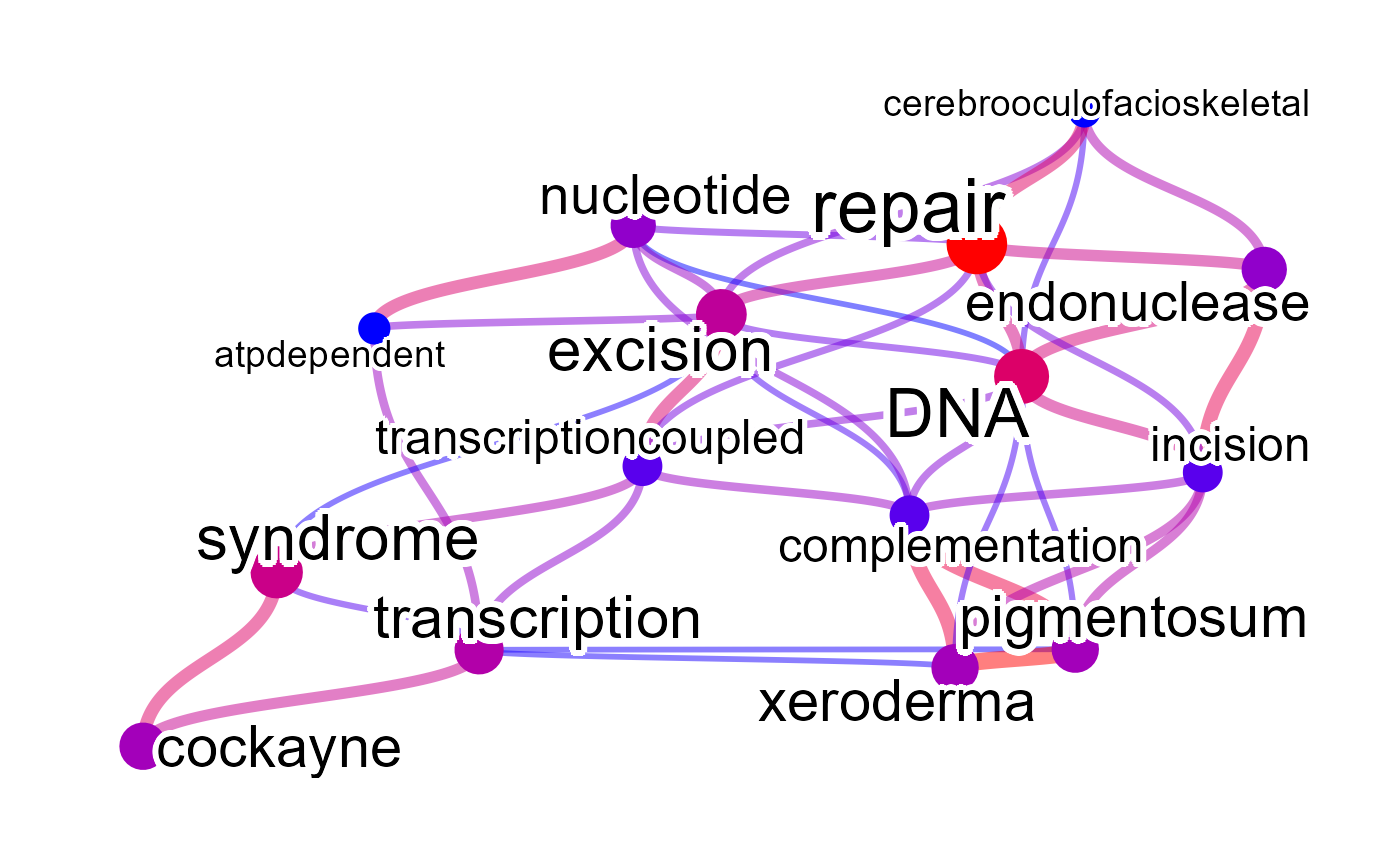 cerebrooculofacioskeletal
nucleotide
repair
endonuclease
excision
atpdependent
DNA
transcriptioncoupled
incision
syndrome
complementation
transcription
pigmentosum
xeroderma
cockayne